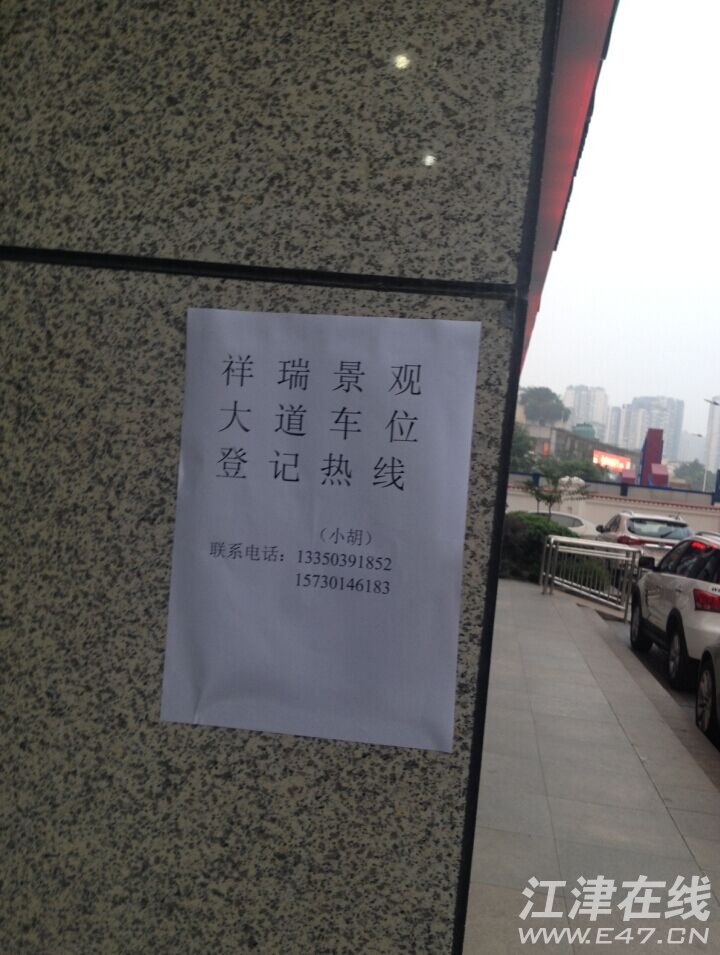 祥瑞景观
大道车位
登记热线
（小胡）
联系电话：13350391852
15730146183
江津在线
WWW.E47.CN